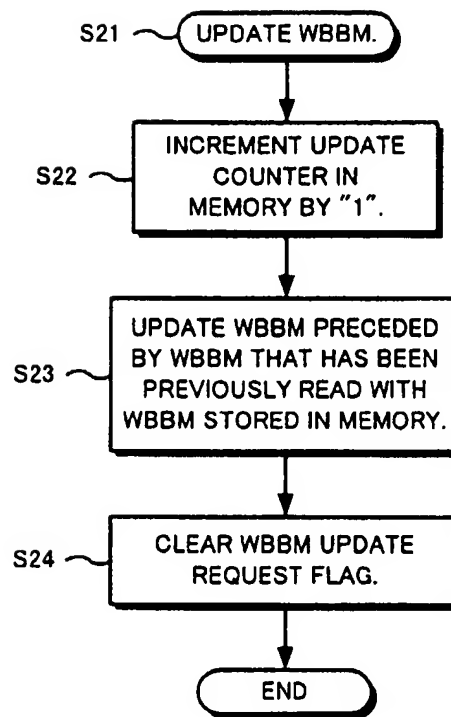 S21
UPDATE WBBM.
S22
INCREMENT UPDATE
COUNTER IN
MEMORY BY "1".
S23
UPDATE WBBM PRECEDED
BY WBBM THAT HAS BEEN
PREVIOUSLY READ WITH
WBBM STORED IN MEMORY.
S24
CLEAR WBBM UPDATE
REQUEST FLAG.
END